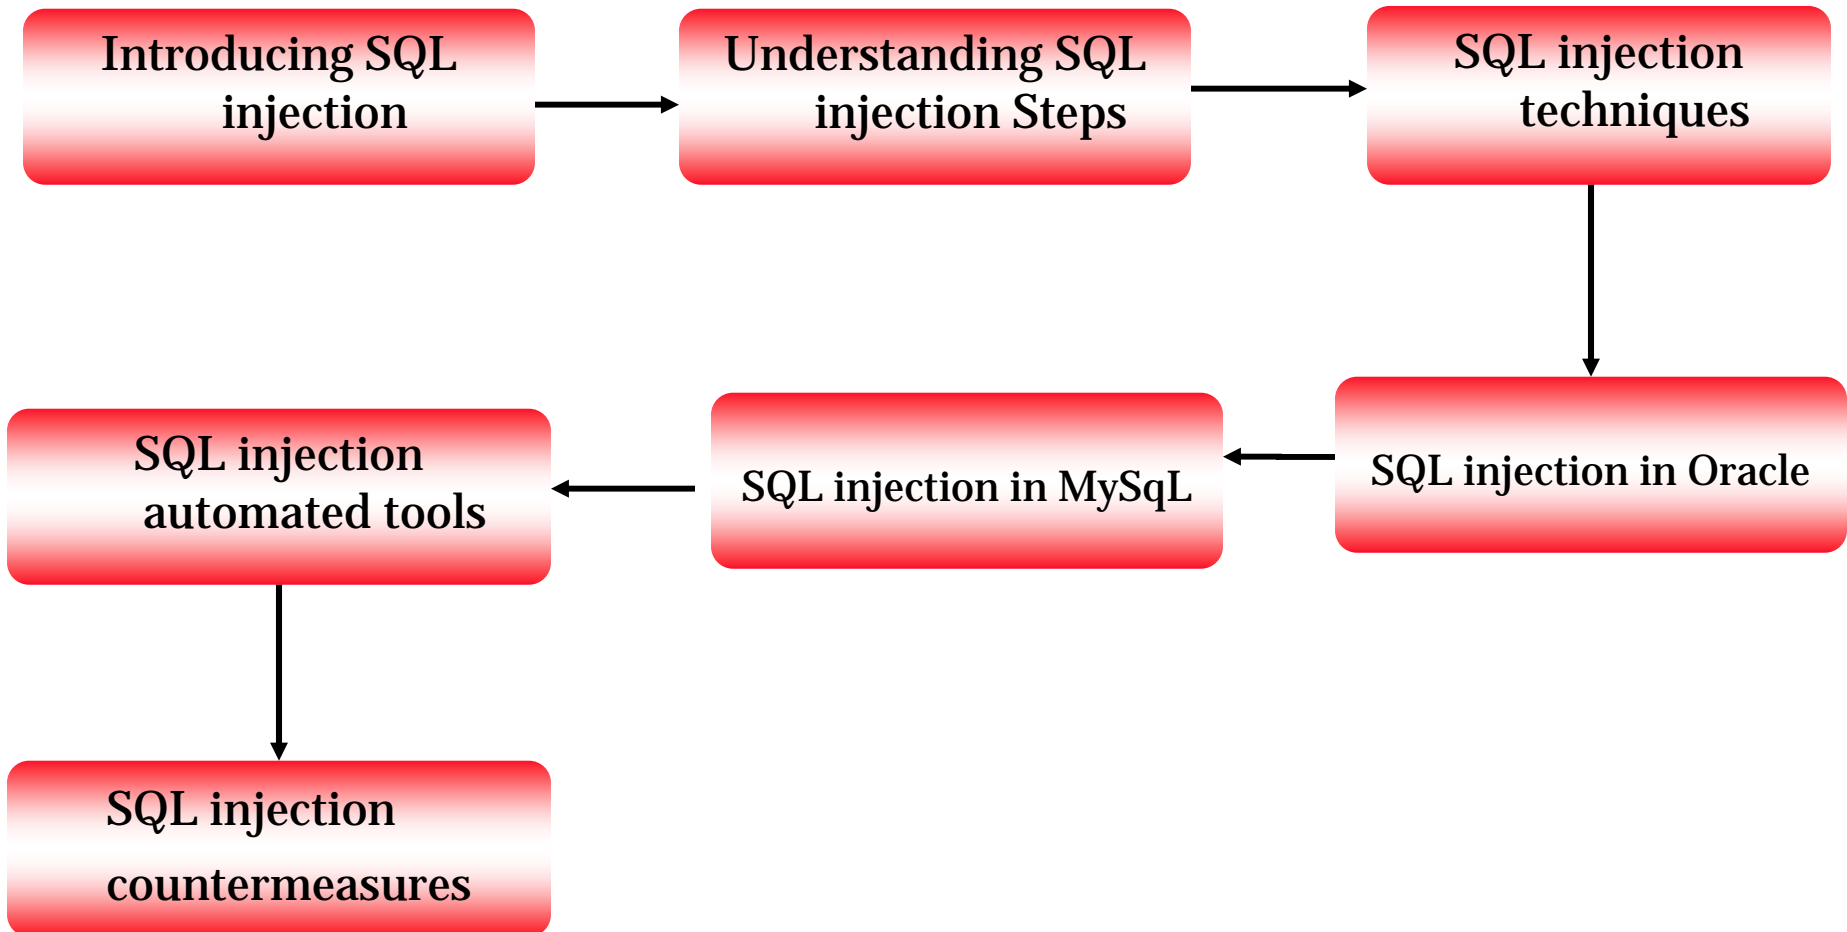 Introducing SQL
injection
Understanding SQL
injection Steps
SQL injection
techniques
SQL injection in Oracle
SQL injection in MySqL
SQL injection
automated tools
SQL injection
countermeasures